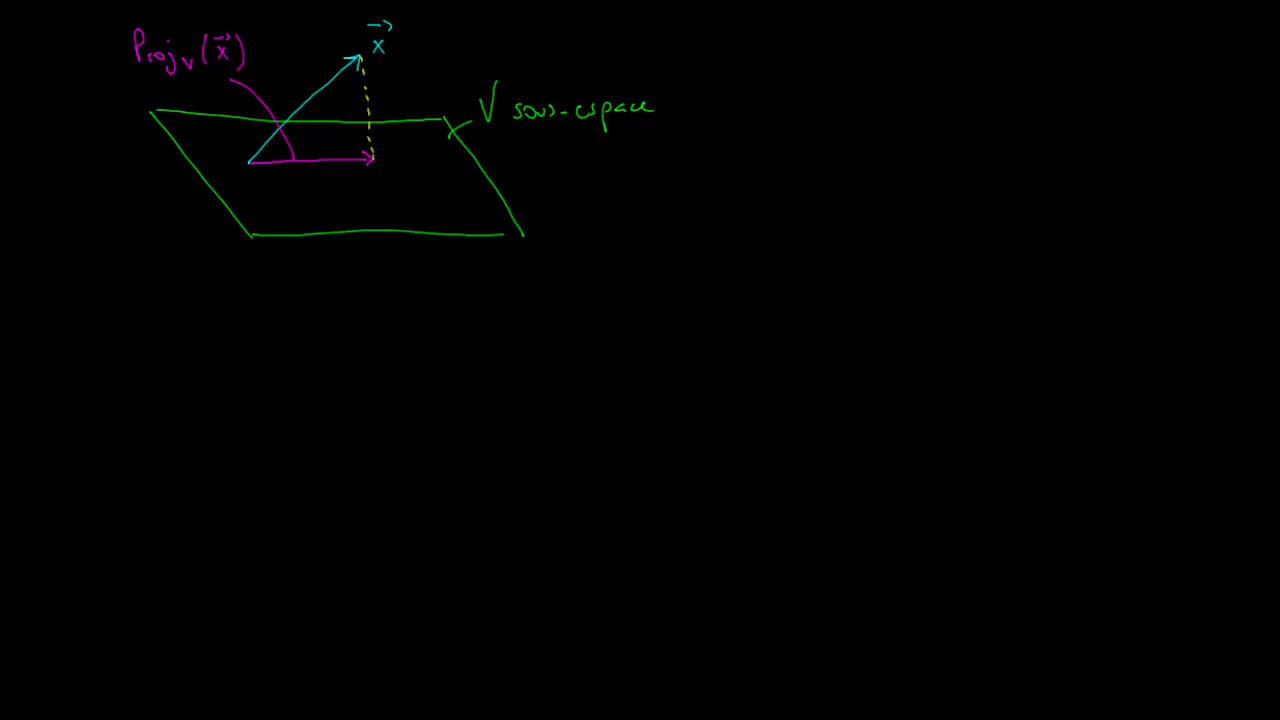 x⃗
Proj_V(x⃗)
V sous-espace